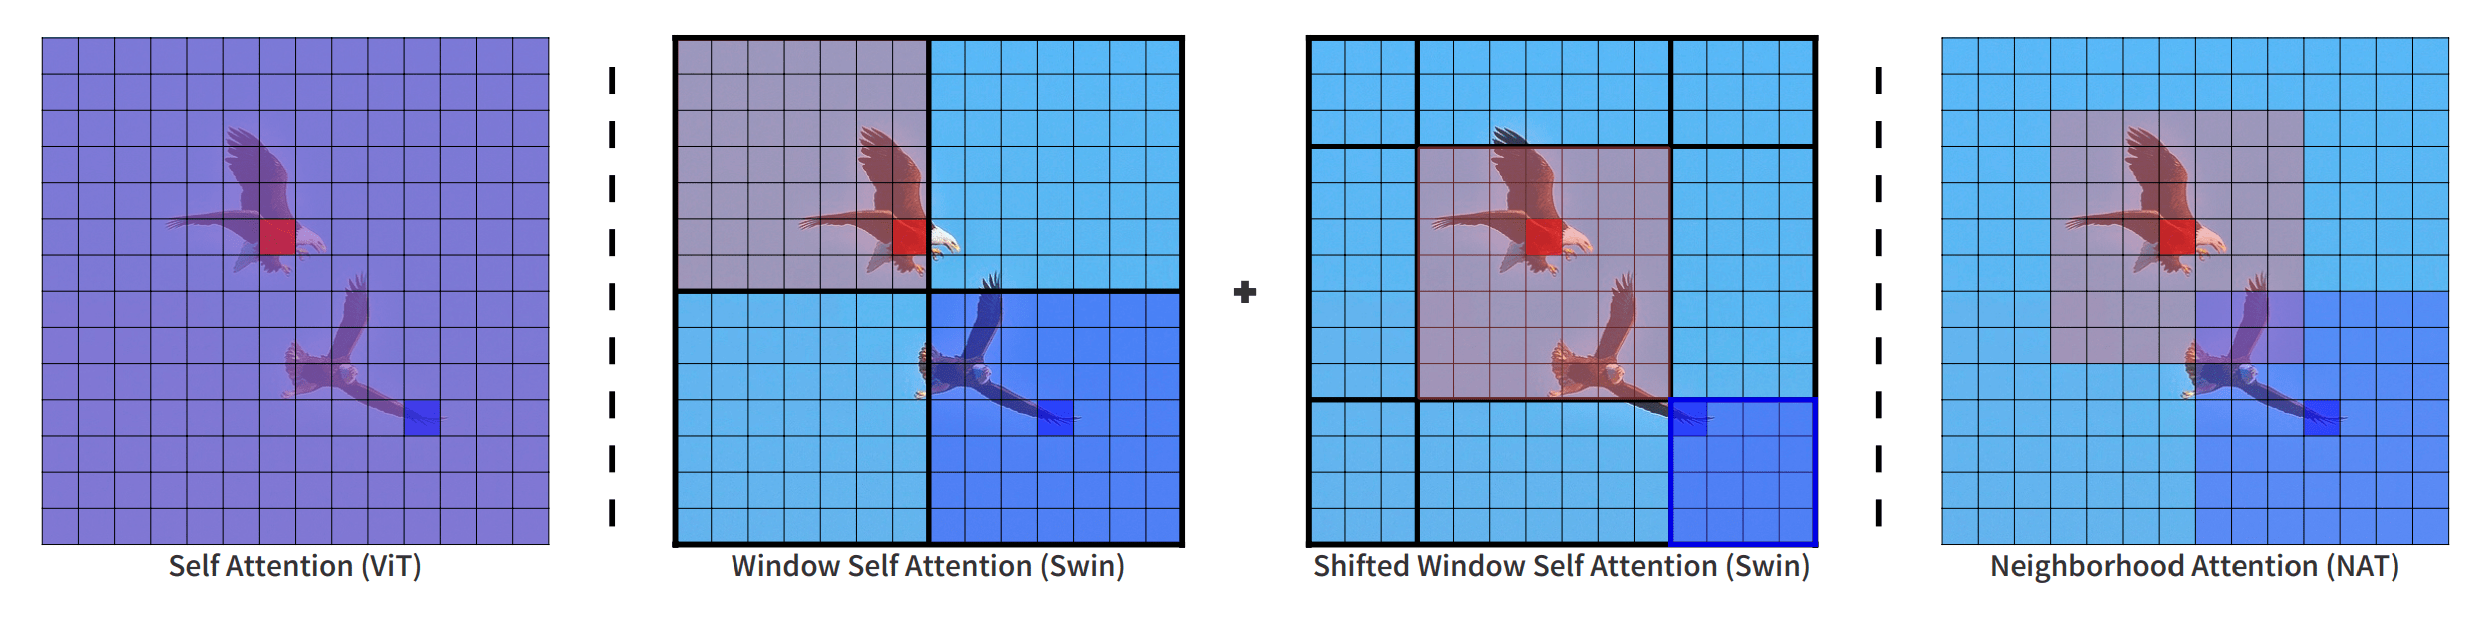 Self Attention (ViT)
Window Self Attention (Swin)
Shifted Window Self Attention (Swin)
Neighborhood Attention (NAT)